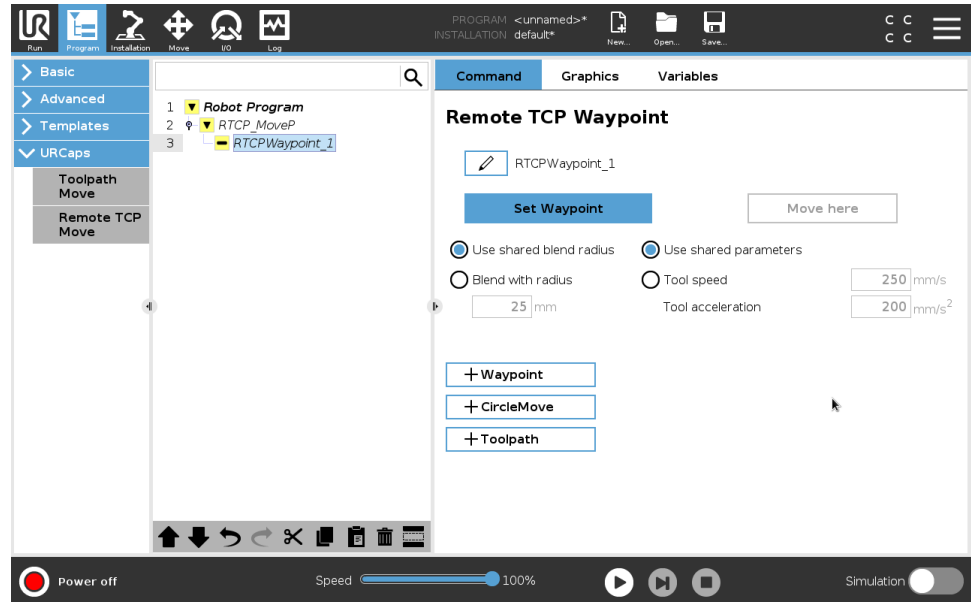 UR
PROGRAM <unnamed>*
INSTALLATION default*
C C
C C
Run Program Installation Move I/O Log New... Open... Save...
Basic
Advanced
Templates
URCaps
Toolpath
Move
Remote TCP
Move
1 Robot Program
2 RTCP_MoveP
3 RTCPWaypoint_1
Command Graphics Variables
Remote TCP Waypoint
RTCPWaypoint_1
Set Waypoint Move here
Use shared blend radius Use shared parameters
Blend with radius Tool speed 250 mm/s
25 mm Tool acceleration 200 mm/s²
+Waypoint
+CircleMove
+Toolpath
Power off Speed 100% Simulation